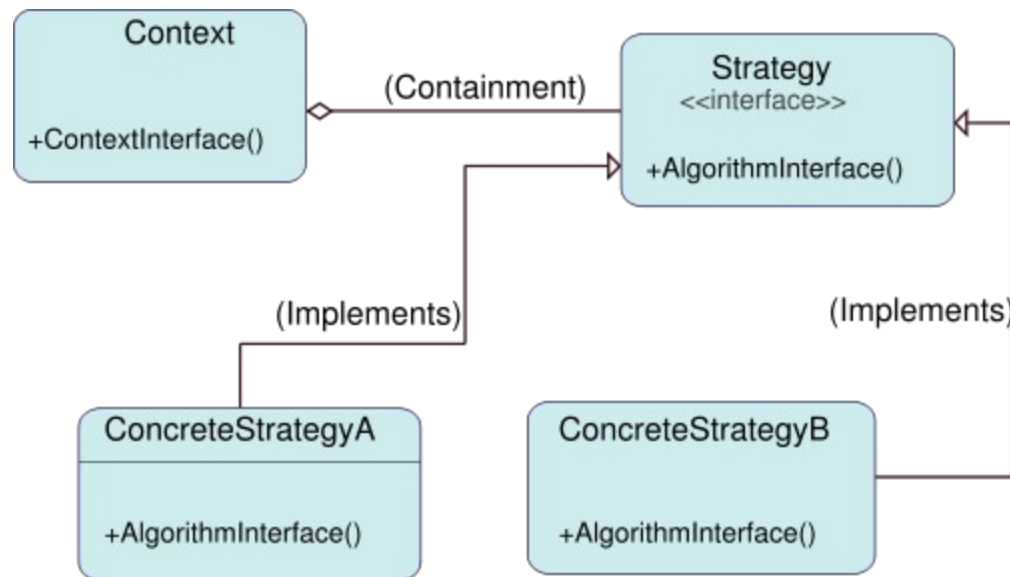 Context
+ContextInterface()
(Containment)
Strategy
<<interface>>
+AlgorithmInterface()
(Implements)
(Implements)
ConcreteStrategyA
+AlgorithmInterface()
ConcreteStrategyB
+AlgorithmInterface()